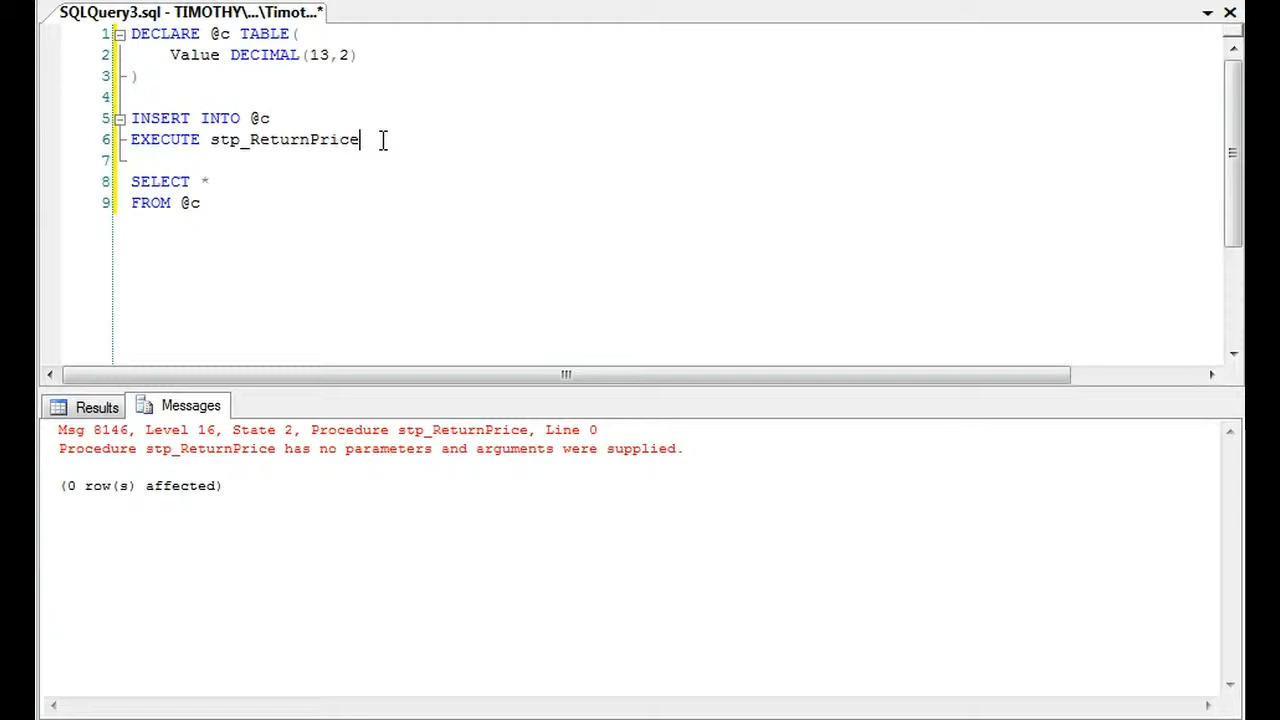 SQLQuery3.sql - TIMOTHY\...\Timot...*
1 DECLARE @c TABLE(
2 Value DECIMAL(13,2)
3 )
4
5 INSERT INTO @c
6 EXECUTE stp_ReturnPrice
7
8 SELECT *
9 FROM @c
Results Messages
Msg 8146, Level 16, State 2, Procedure stp_ReturnPrice, Line 0
Procedure stp_ReturnPrice has no parameters and arguments were supplied.
(0 row(s) affected)